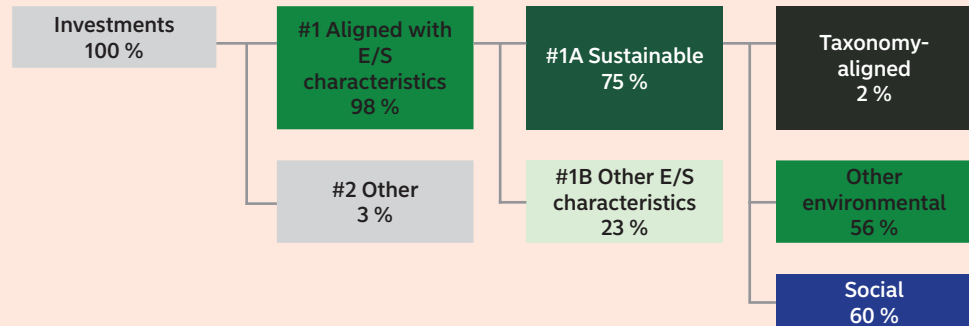 Investments
100 %
#1 Aligned with
E/S
characteristics
98 %
#1A Sustainable
75 %
Taxonomy-
aligned
2 %
#2 Other
3 %
#1B Other E/S
characteristics
23 %
Other
environmental
56 %
Social
60 %